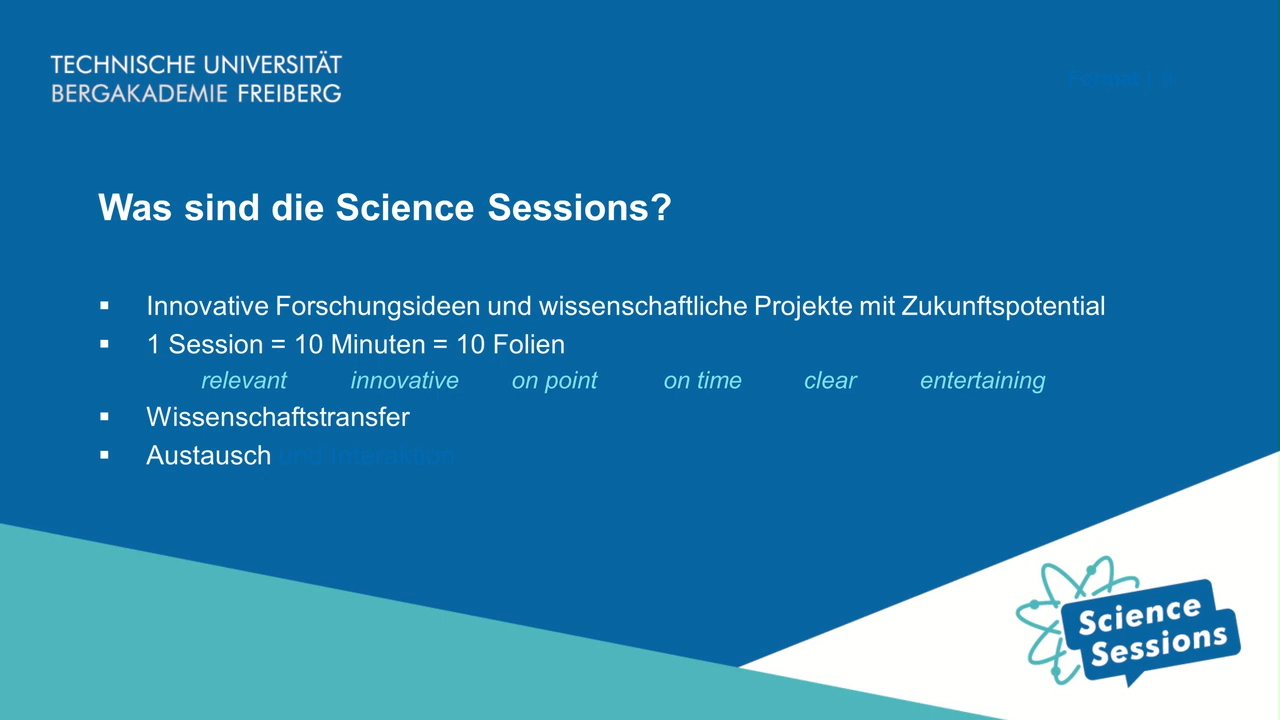 TECHNISCHE UNIVERSITÄT
BERGAKADEMIE FREIBERG
Was sind die Science Sessions?
▪ Innovative Forschungsideen und wissenschaftliche Projekte mit Zukunftspotential
▪ 1 Session = 10 Minuten = 10 Folien
relevant innovative on point on time clear entertaining
▪ Wissenschaftstransfer
▪ Austausch
Science
Sessions